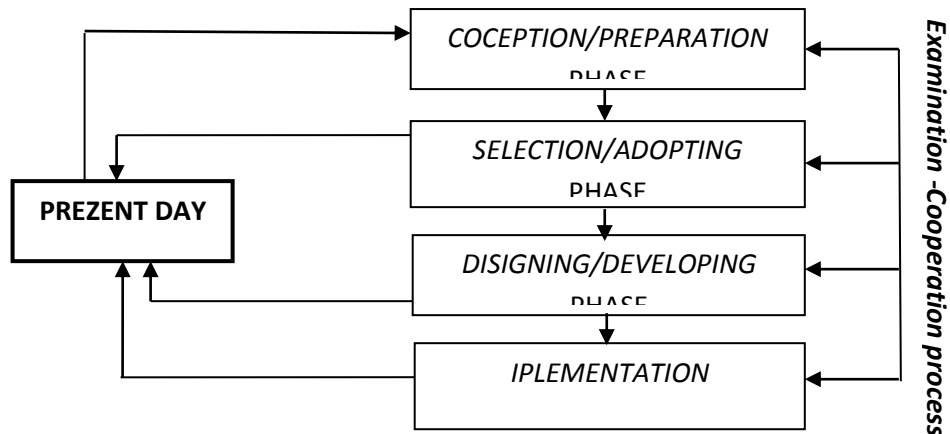 COCEPTION/PREPARATION
PHASE
SELECTION/ADOPTING
PHASE
PREZENT DAY
DISIGNING/DEVELOPING
PHASE
IPLEMENTATION
Examination -Cooperation process